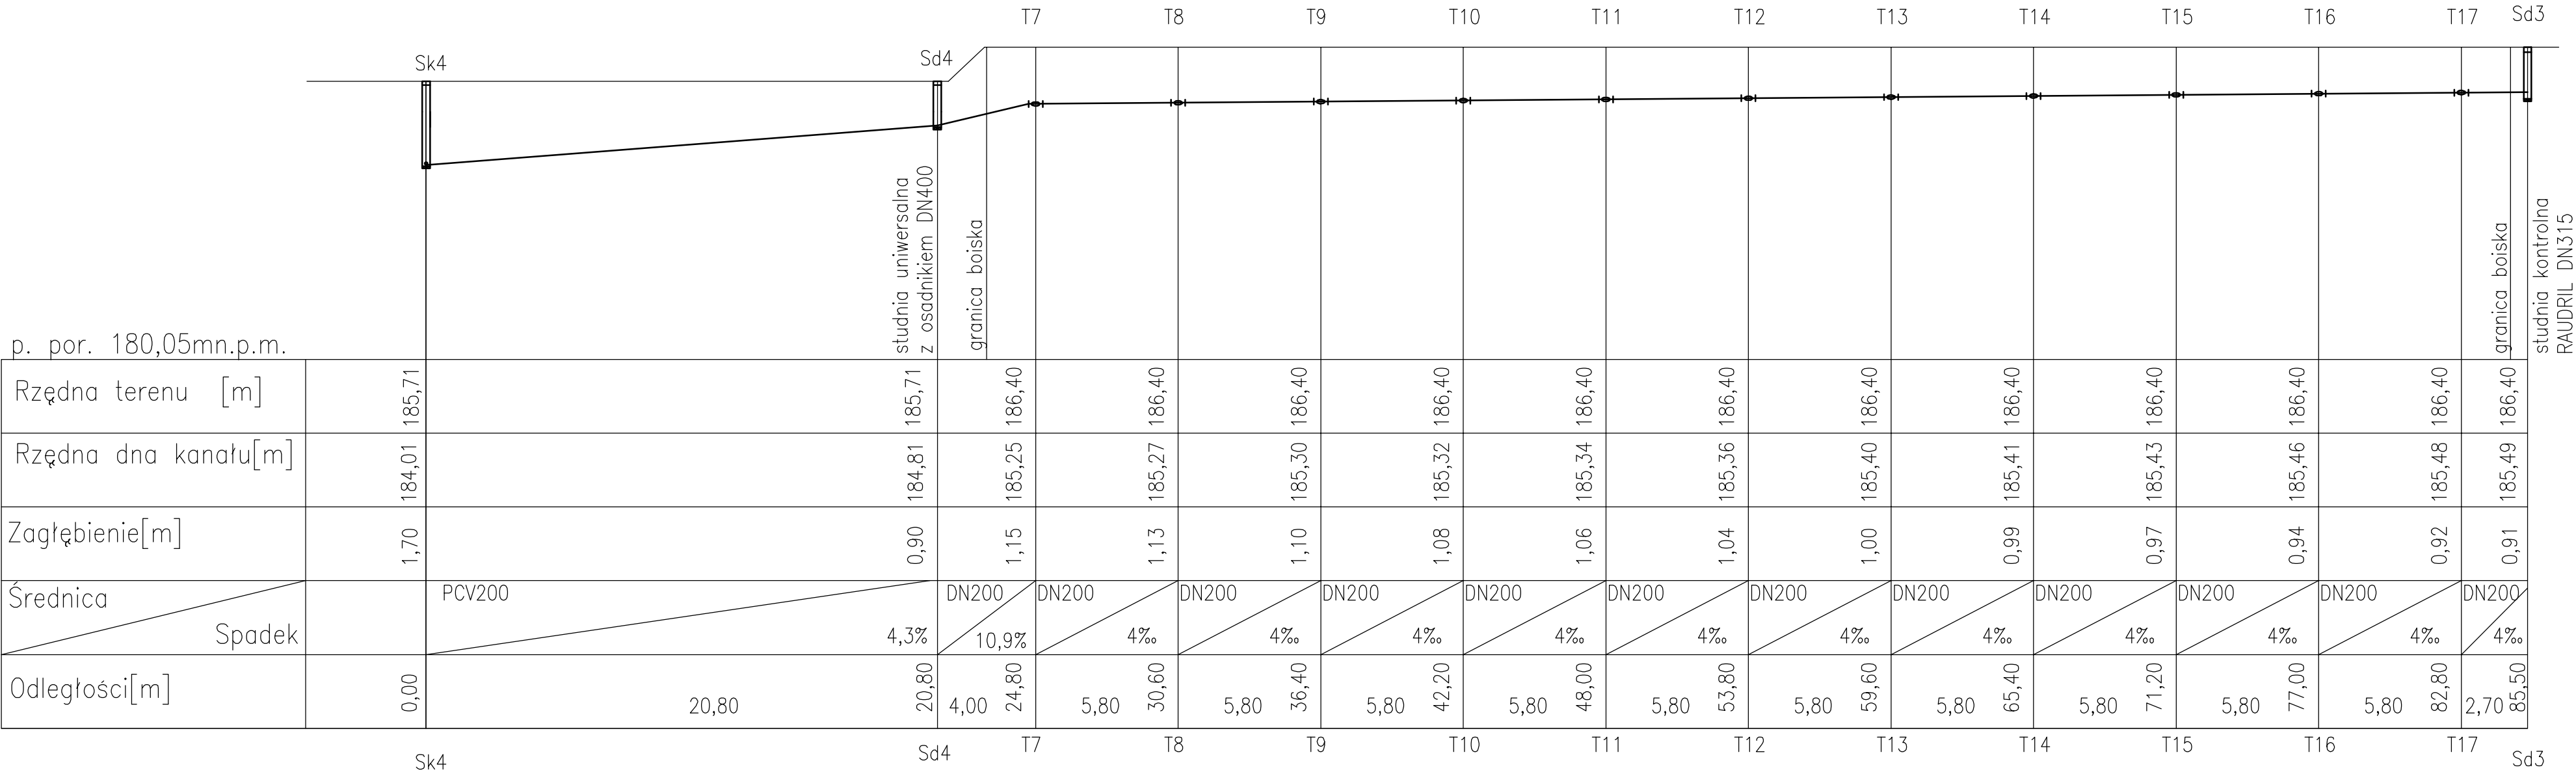 T7 T8 T9 T10 T11 T12 T13 T14 T15 T16 T17 Sd3
Sk4 Sd4
studnia uniwersalna
z osadnikiem DN400
granica boiska
granica boiska
studnia kontrolna
RAUDRIL DN315
p. por. 180,05mn.p.m.
Rzędna terenu [m] 185,71 185,71 186,40 186,40 186,40 186,40 186,40 186,40 186,40 186,40 186,40 186,40 186,40 186,40
Rzędna dna kanału[m] 184,01 184,81 185,25 185,27 185,30 185,32 185,34 185,36 185,40 185,41 185,43 185,46 185,48 185,49
Zagłębienie[m] 1,70 0,90 1,15 1,13 1,10 1,08 1,06 1,04 1,00 0,99 0,97 0,94 0,92 0,91
Średnica PCV200 DN200 DN200 DN200 DN200 DN200 DN200 DN200 DN200 DN200 DN200 DN200 DN200
Spadek 4,3% 10,9% 4‰ 4‰ 4‰ 4‰ 4‰ 4‰ 4‰ 4‰ 4‰ 4‰ 4‰
Odległości[m] 0,00 20,80 20,80 4,00 24,80 5,80 30,60 5,80 36,40 5,80 42,20 5,80 48,00 5,80 53,80 5,80 59,60 5,80 65,40 5,80 71,20 5,80 77,00 5,80 82,80 2,70 85,50
Sk4 Sd4 T7 T8 T9 T10 T11 T12 T13 T14 T15 T16 T17 Sd3